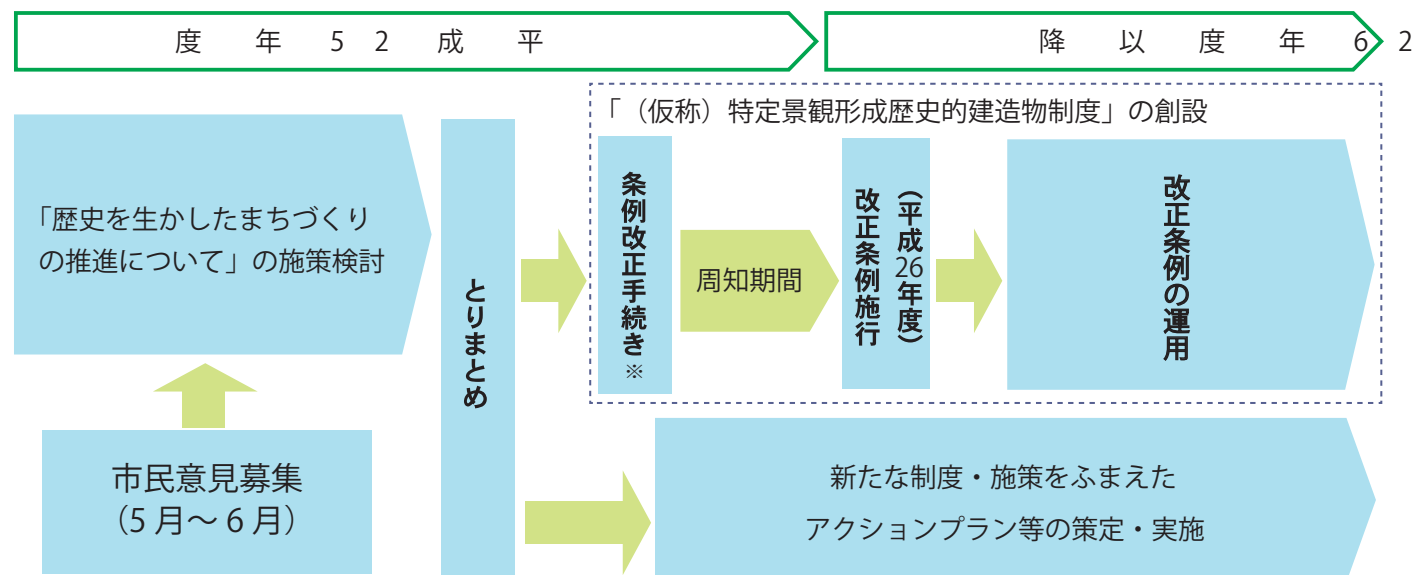 度年52成平
降以度年62
「（仮称）特定景観形成歴史的建造物制度」の創設
「歴史を生かしたまちづくり
の推進について」の施策検討
市民意見募集
（5月～6月）
とりまとめ
条例改正手続き※
周知期間
（平成26年度）
改正条例施行
改正条例の運用
新たな制度・施策をふまえた
アクションプラン等の策定・実施